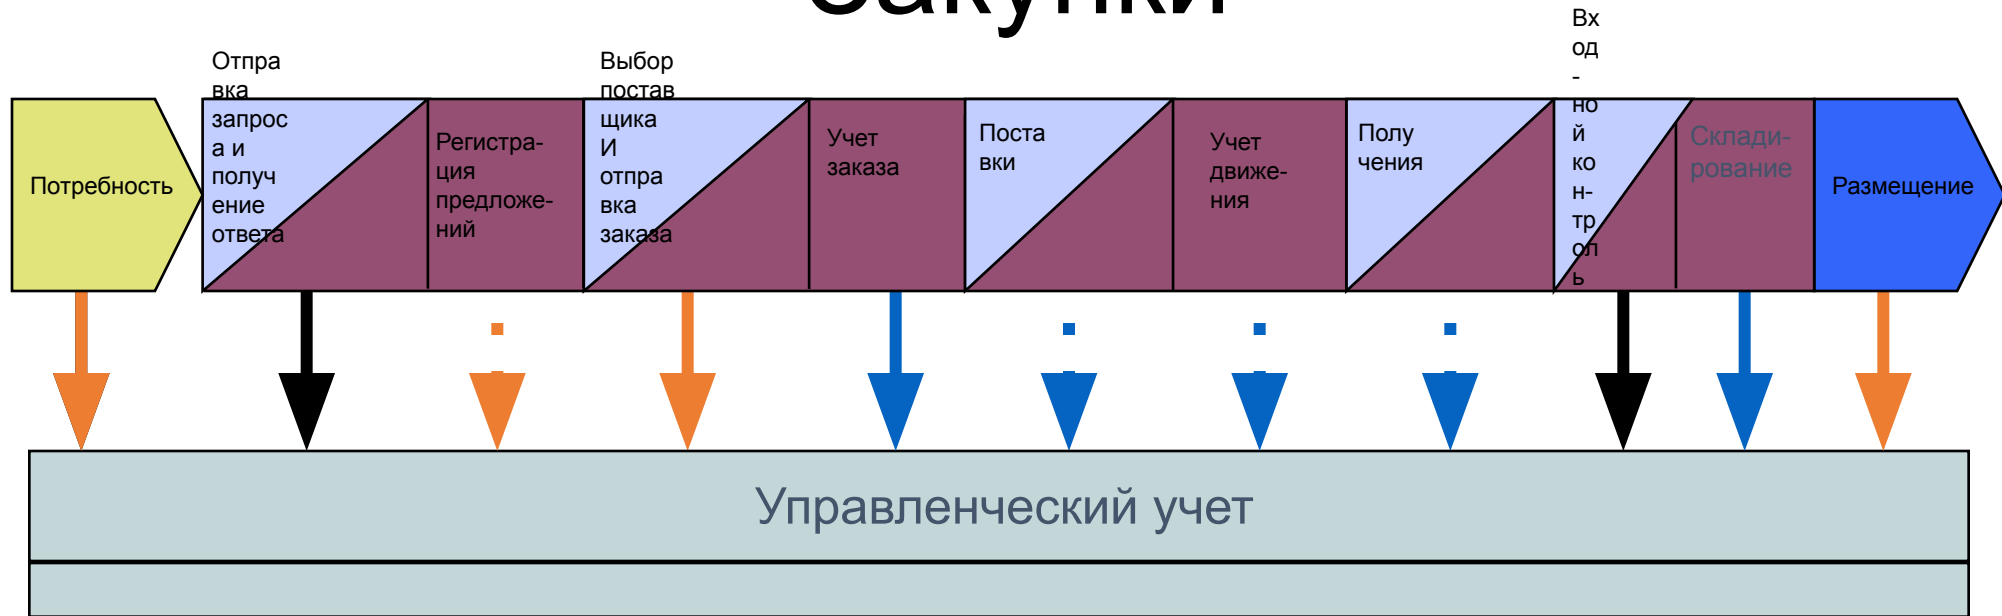 Закупки
Потребность
Отпра
вка
запрос
а и
получ
ение
ответа
Регистра-
ция
предложе-
ний
Выбор
постав
щика
И
отпра
вка
заказа
Учет
заказа
Поста
вки
Учет
движе-
ния
Полу
чения
Вх
од
-
но
й
ко
н-
тр
ол
ь
Склади-
рование
Размещение
Управленческий учет